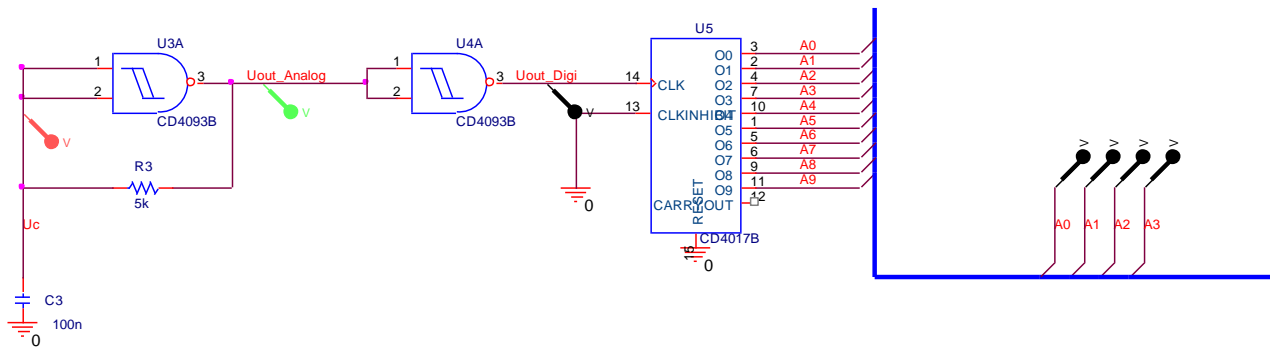 U3A
1
2
3
CD4093B
Uout_Analog
V
V
R3
5k
Uc
C3
100n
0
U4A
1
2
3
CD4093B
Uout_Digi
V
0
U5
14
CLK
13
CLKINHIBIT
O0
3
A0
O1
2
A1
O2
4
A2
O3
7
A3
O4
10
A4
O5
1
A5
O6
5
A6
O7
6
A7
O8
9
A8
O9
11
A9
CARRYOUT
12
RESET
15
CD4017B
0
V
V
V
V
A0
A1
A2
A3